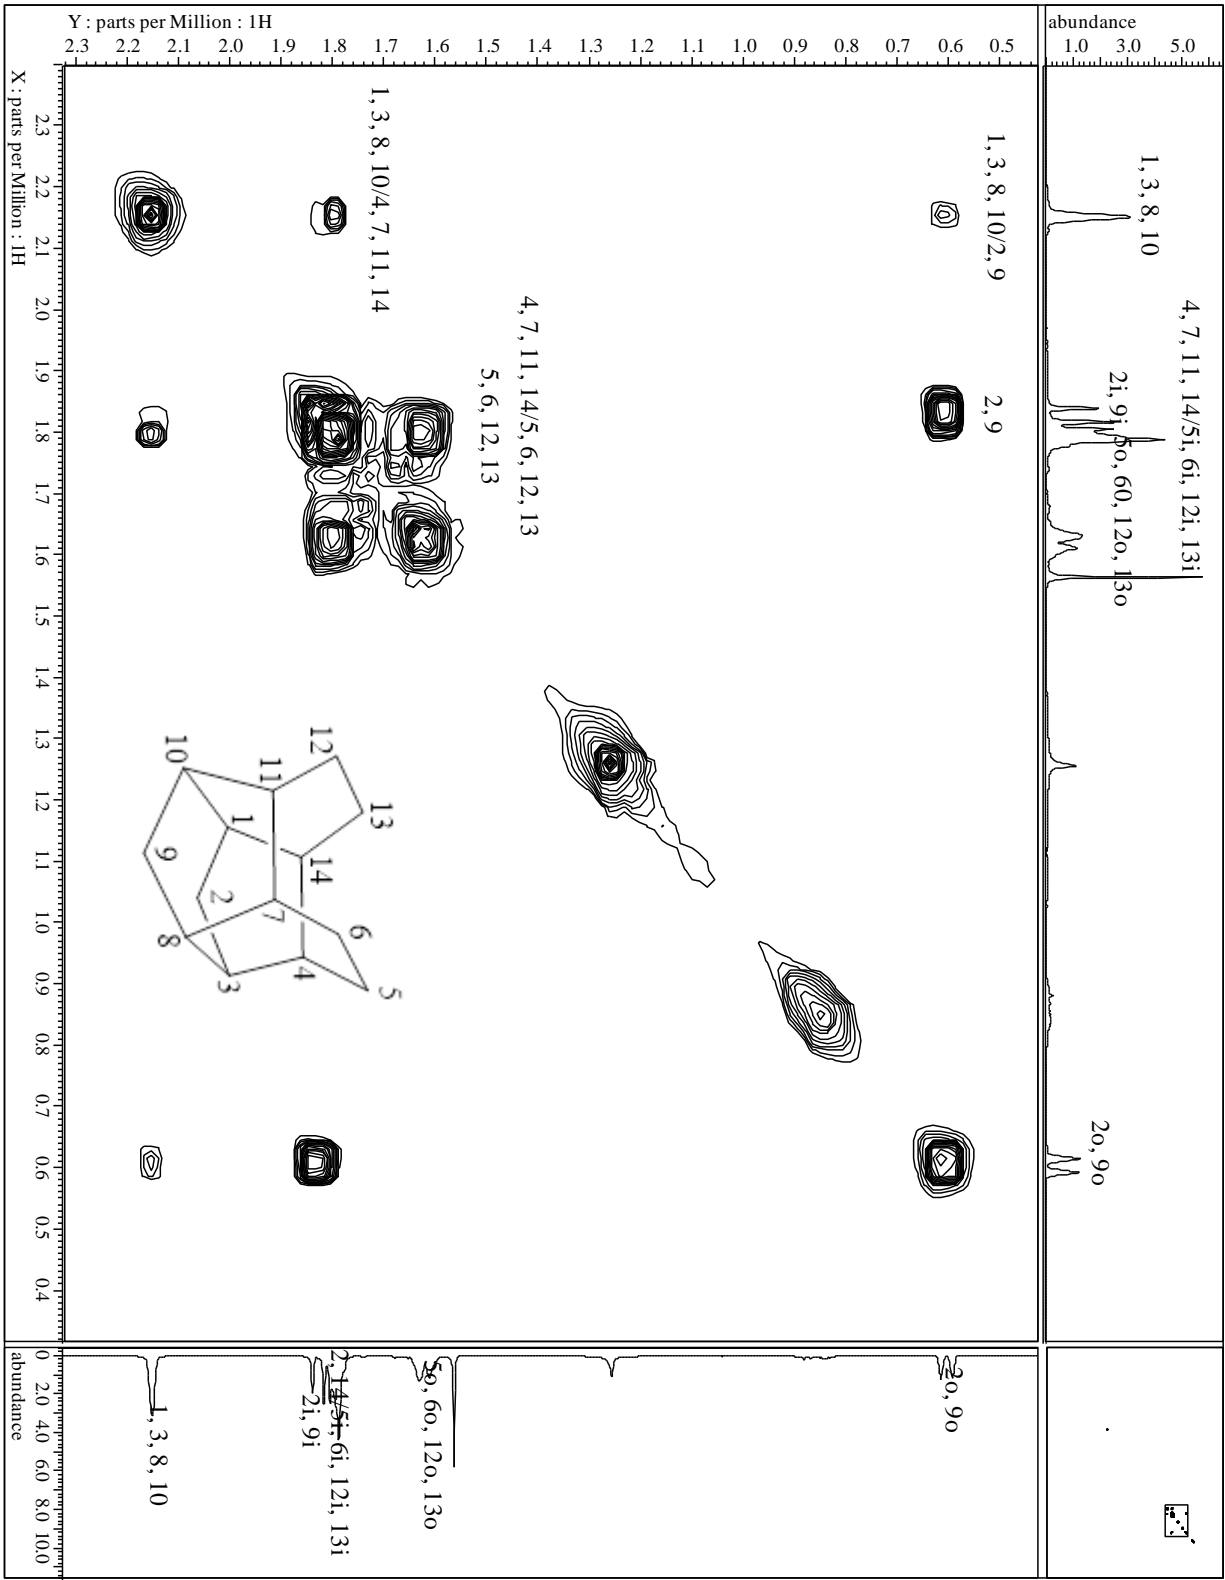 Y : parts per Million : 1H
2.3 2.2 2.1 2.0 1.9 1.8 1.7 1.6 1.5 1.4 1.3 1.2 1.1 1.0 0.9 0.8 0.7 0.6 0.5
abundance
1.0 3.0 5.0
X : parts per Million : 1H
2.3 2.2 2.1 2.0 1.9 1.8 1.7 1.6 1.5 1.4 1.3 1.2 1.1 1.0 0.9 0.8 0.7 0.6 0.5 0.4
abundance
0 2.0 4.0 6.0 8.0 10.0
1, 3, 8, 10
4, 7, 11, 14/5i, 6i, 12i, 13i
2i, 9i
5o, 60, 12o, 13o
2o, 9o
1, 3, 8, 10/2, 9
2, 9
1, 3, 8, 10/4, 7, 11, 14
4, 7, 11, 14/5, 6, 12, 13
5, 6, 12, 13
12
13
11
10
1
14
9
2
7
6
8
3
4
5
1, 3, 8, 10
2i, 9i
2, 14/5i, 6i, 12i, 13i
5o, 6o, 12o, 13o
2o, 9o